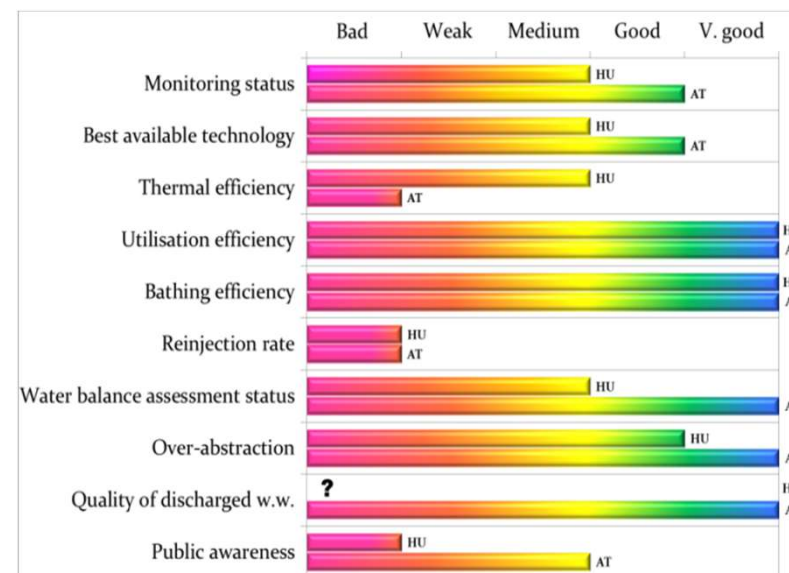 Bad Weak Medium Good V. good
Monitoring status HU
AT
Best available technology HU
AT
Thermal efficiency HU
AT
Utilisation efficiency
Bathing efficiency
Reinjection rate HU
AT
Water balance assessment status HU
Over-abstraction HU
Quality of discharged w.w. ?
Public awareness HU
AT